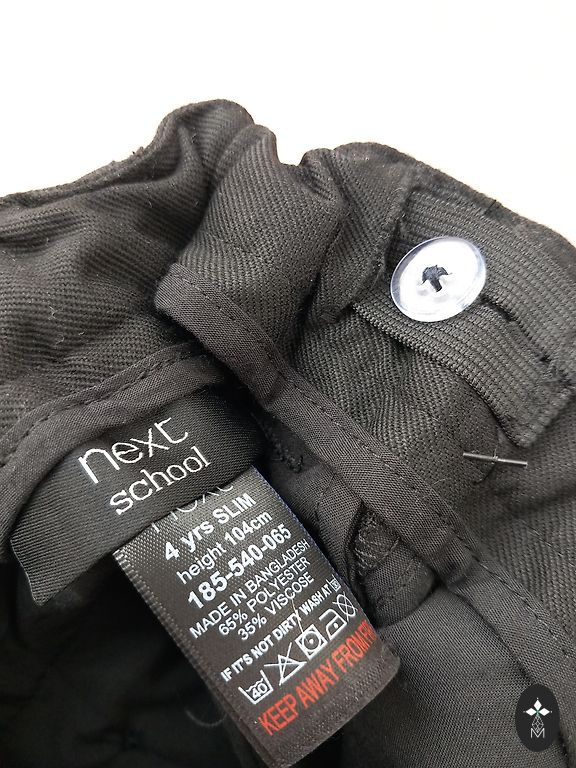 next
school
4 yrs SLIM
height 104cm
185-540-065
MADE IN BANGLADESH
65% POLYESTER
35% VISCOSE
IF IT'S NOT DIRTY WASH AT
40
KEEP AWAY FROM